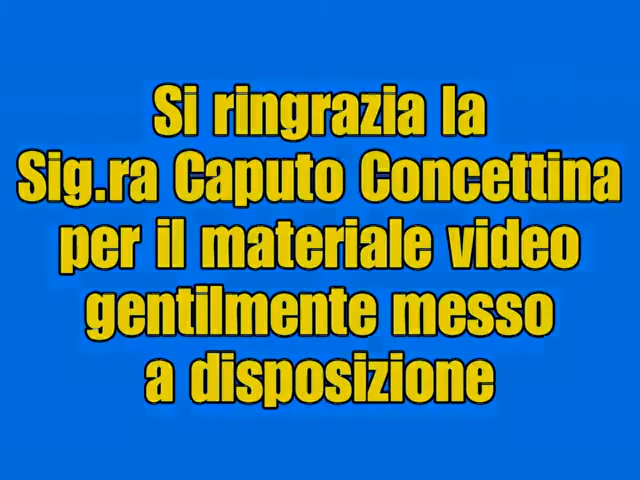 Si ringrazia la
Sig.ra Caputo Concettina
per il materiale video
gentilmente messo
a disposizione